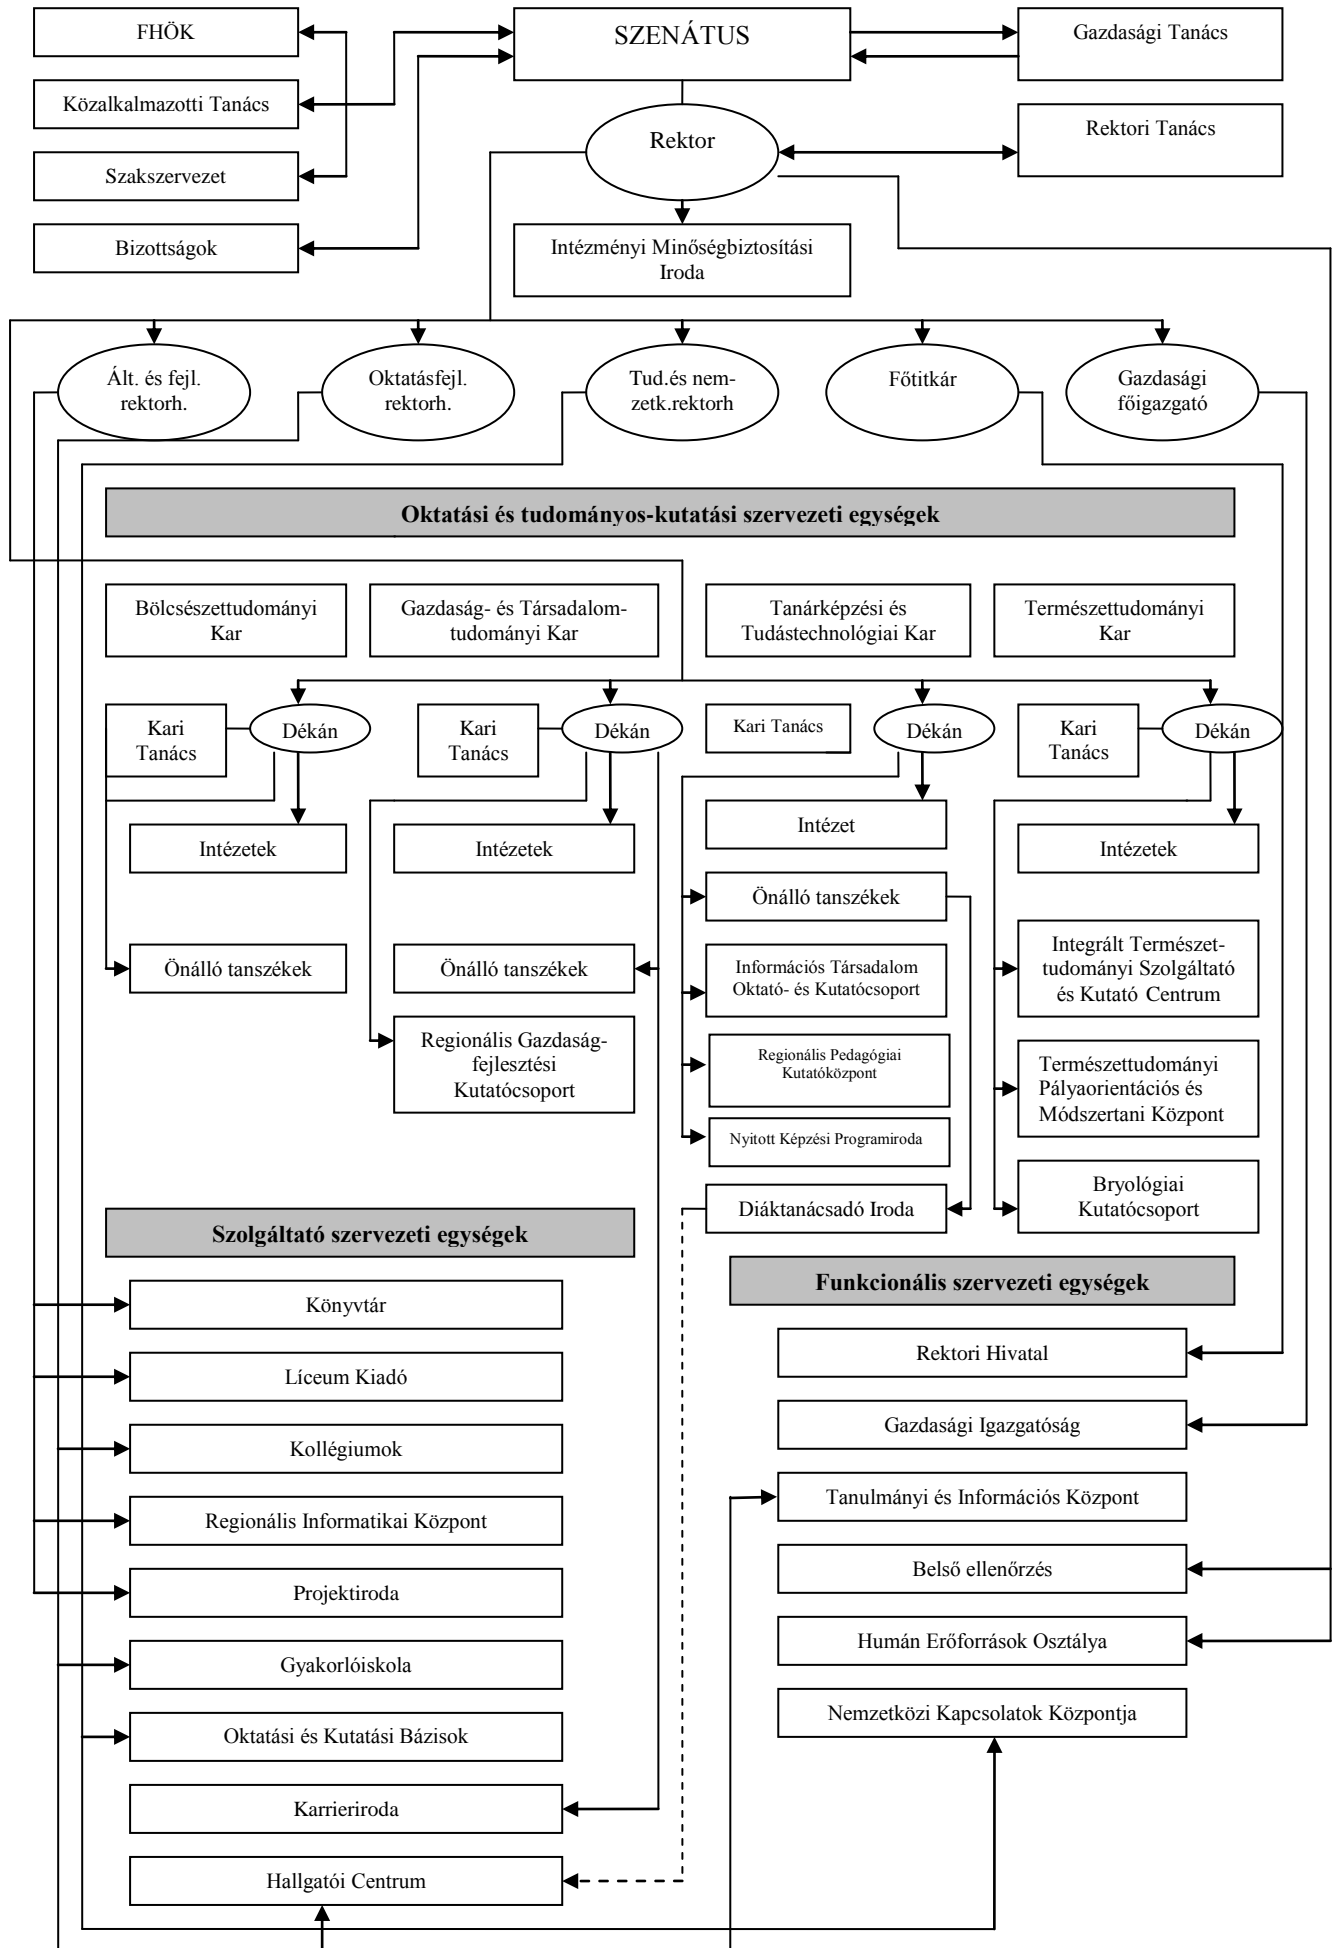 FHÖK
SZENÁTUS
Gazdasági Tanács
Közalkalmazotti Tanács
Rektor
Rektori Tanács
Szakszervezet
Bizottságok
Intézményi Minőségbiztosítási
Iroda
Ált. és fejl.
rektorh.
Oktatásfejl.
rektorh.
Tud.és nem-
zetk.rektorh
Főtitkár
Gazdasági
főigazgató
Oktatási és tudományos-kutatási szervezeti egységek
Bölcsészettudományi
Kar
Gazdaság- és Társadalom-
tudományi Kar
Tanárképzési és
Tudástechnológiai Kar
Természettudományi
Kar
Kari
Tanács
Dékán
Kari
Tanács
Dékán
Kari Tanács
Dékán
Kari
Tanács
Dékán
Intézetek
Intézetek
Intézet
Intézetek
Önálló tanszékek
Önálló tanszékek
Önálló tanszékek
Információs Társadalom
Oktató- és Kutatócsoport
Integrált Természet-
tudományi Szolgáltató
és Kutató Centrum
Regionális Gazdaság-
fejlesztési
Kutatócsoport
Regionális Pedagógiai
Kutatóközpont
Természettudományi
Pályaorientációs és
Módszertani Központ
Nyitott Képzési Programiroda
Diáktanácsadó Iroda
Bryológiai
Kutatócsoport
Szolgáltató szervezeti egységek
Funkcionális szervezeti egységek
Könyvtár
Líceum Kiadó
Kollégiumok
Regionális Informatikai Központ
Projektiroda
Gyakorlóiskola
Oktatási és Kutatási Bázisok
Karrieriroda
Hallgatói Centrum
Rektori Hivatal
Gazdasági Igazgatóság
Tanulmányi és Információs Központ
Belső ellenőrzés
Humán Erőforrások Osztálya
Nemzetközi Kapcsolatok Központja